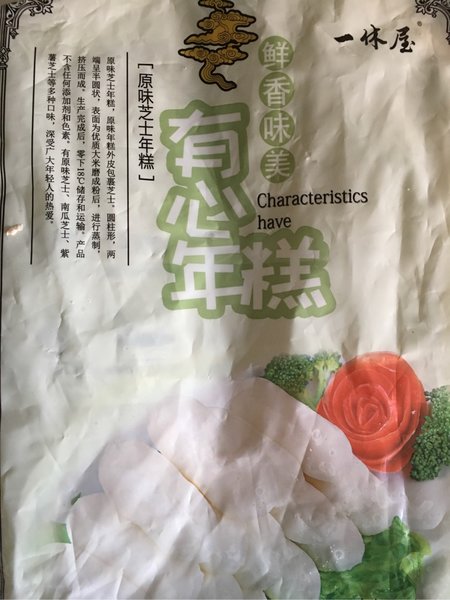 一休屋®
鲜香味美
有心
年糕
Characteristics
have
[原味芝士年糕]
原味芝士年糕,原味年糕外皮包裹芝士,圆柱形,两
端呈半圆状,表面为优质大米磨成粉后,进行蒸制,
挤压而成。生产完成后,零下18℃储存和运输。产品
不含任何添加剂和色素。有原味芝士、南瓜芝士、紫
薯芝士等多种口味,深受广大年轻人的热爱。